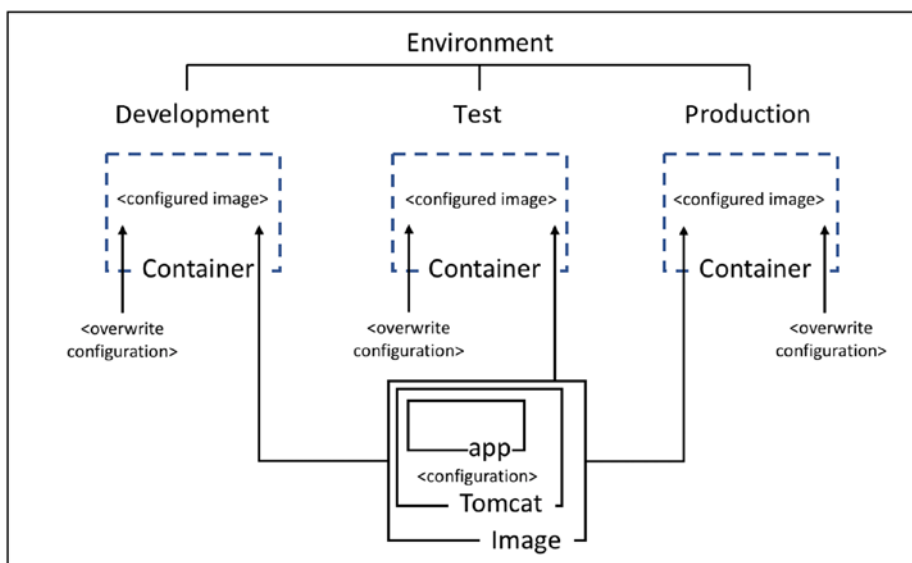 Environment
Development
Test
Production
<configured image>
<configured image>
<configured image>
Container
Container
Container
<overwrite
configuration>
<overwrite
configuration>
<overwrite
configuration>
app
<configuration>
Tomcat
Image